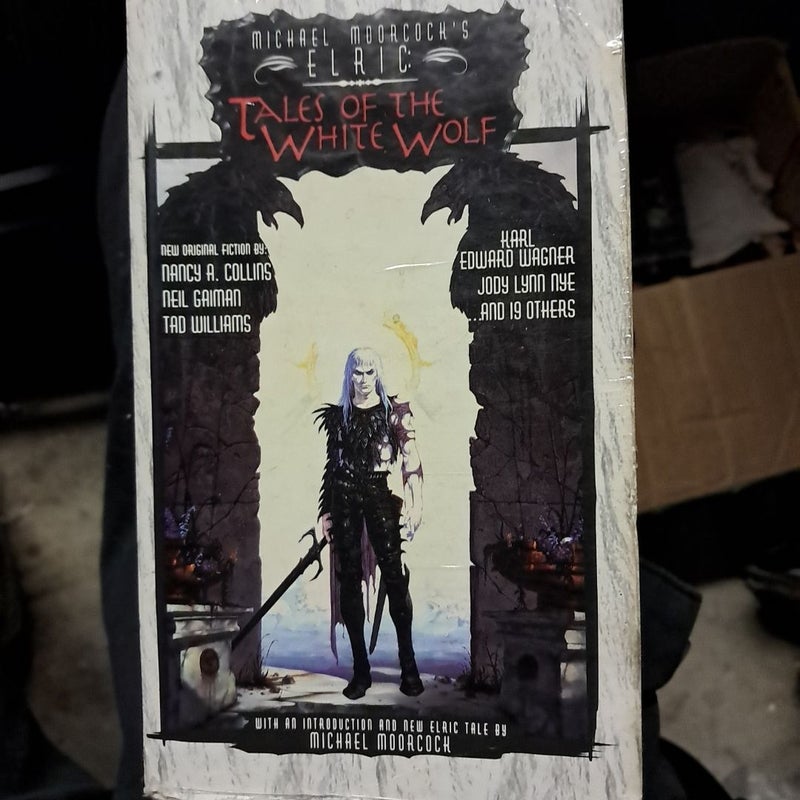 MICHAEL MOORCOCK'S
ELRIC
TALES OF THE
WHITE WOLF
NEW ORIGINAL FICTION BY:
NANCY A. COLLINS
NEIL GAIMAN
TAD WILLIAMS
KARL
EDWARD WAGNER
JODY LYNN NYE
...AND 19 OTHERS
WITH AN INTRODUCTION AND NEW ELRIC TALE BY
MICHAEL MOORCOCK